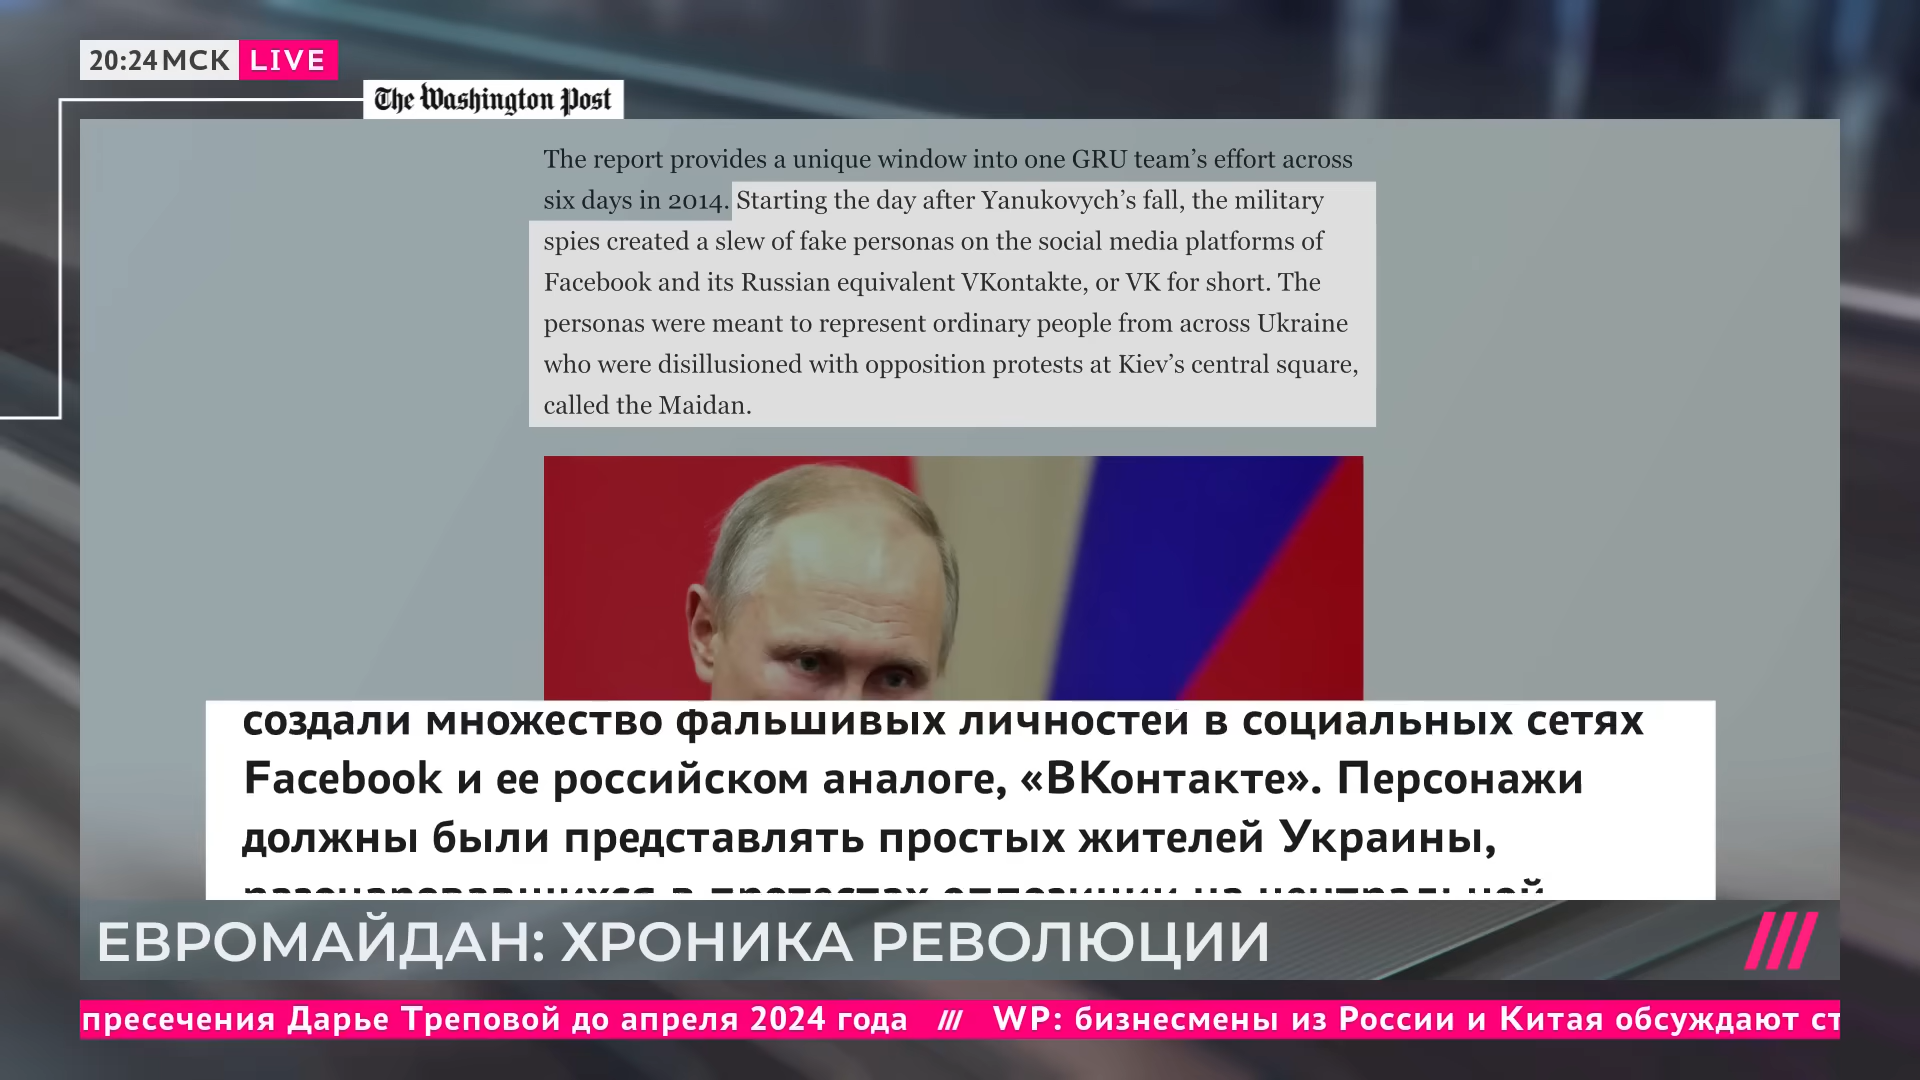 20:24 МСК LIVE
The Washington Post
The report provides a unique window into one GRU team’s effort across
six days in 2014. Starting the day after Yanukovych’s fall, the military
spies created a slew of fake personas on the social media platforms of
Facebook and its Russian equivalent VKontakte, or VK for short. The
personas were meant to represent ordinary people from across Ukraine
who were disillusioned with opposition protests at Kiev’s central square,
called the Maidan.
создали множество фальшивых личностей в социальных сетях
Facebook и ее российском аналоге, «ВКонтакте». Персонажи
должны были представлять простых жителей Украины,
разочаровавшихся в протестах оппозиции на центральной
ЕВРОМАЙДАН: ХРОНИКА РЕВОЛЮЦИИ
пресечения Дарье Треповой до апреля 2024 года /// WP: бизнесмены из России и Китая обсуждают ст